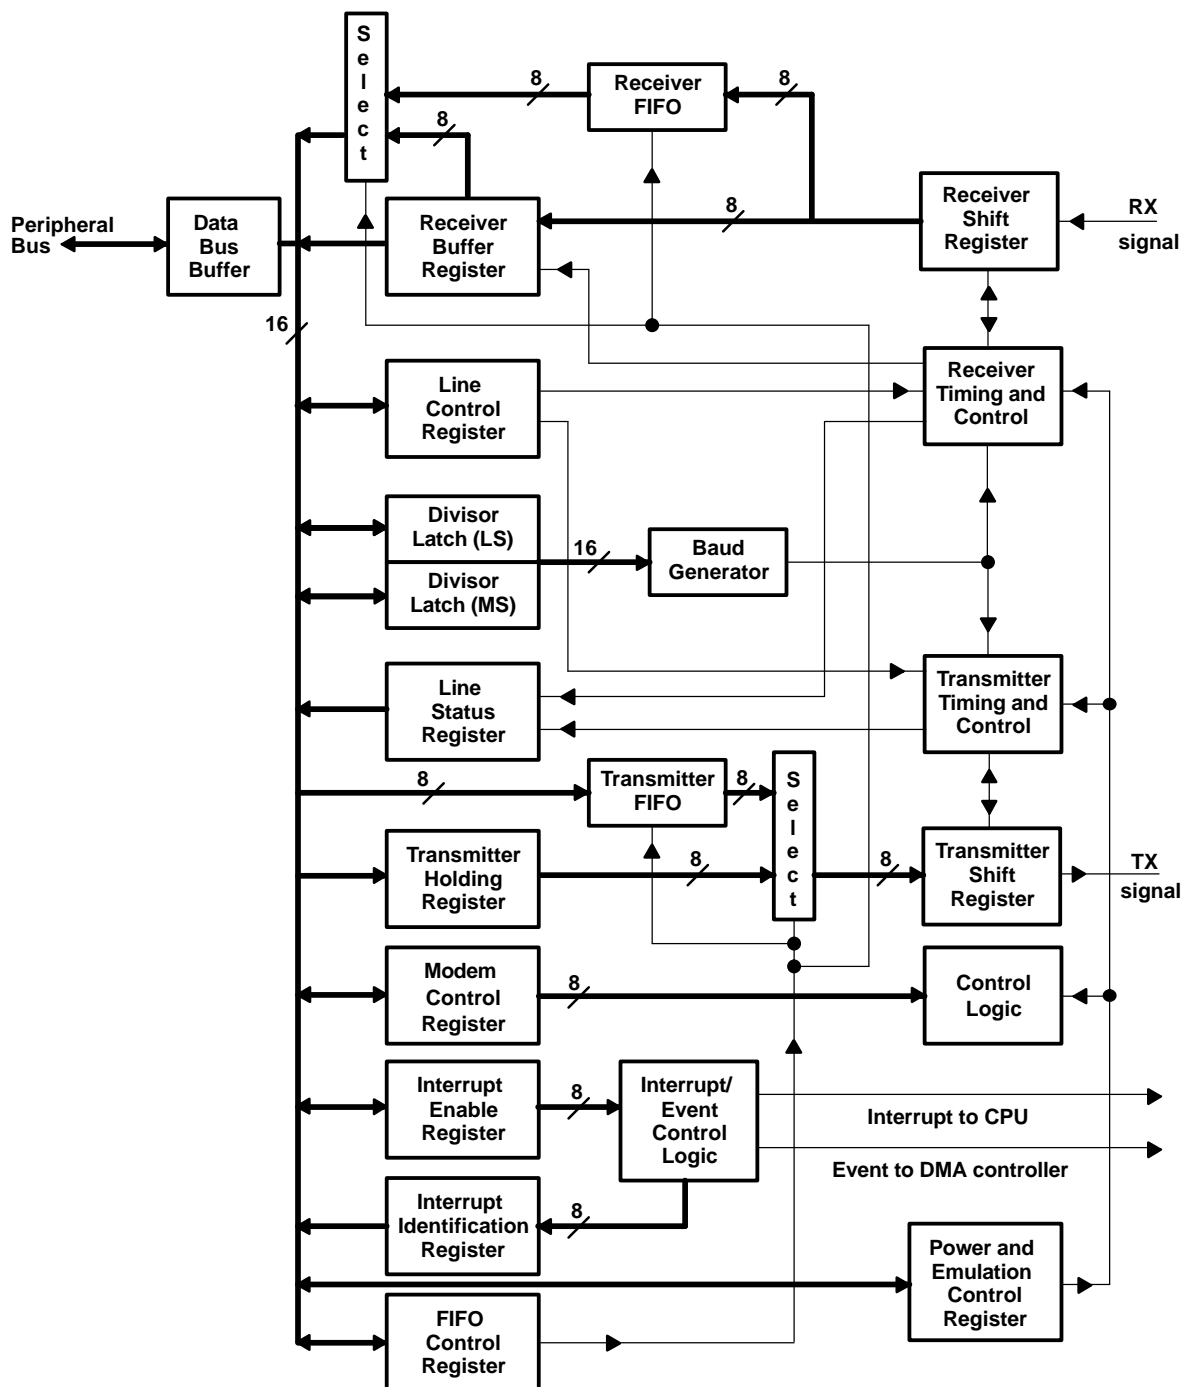 S
e
l
e
c
t
8
Receiver
FIFO
8
8
Peripheral
Bus
Data
Bus
Buffer
Receiver
Buffer
Register
8
Receiver
Shift
Register
RX
signal
16
Line
Control
Register
Receiver
Timing and
Control
Divisor
Latch (LS)
Divisor
Latch (MS)
16
Baud
Generator
Line
Status
Register
Transmitter
Timing and
Control
8
Transmitter
FIFO
8
S
e
l
e
c
t
Transmitter
Holding
Register
8
8
Transmitter
Shift
Register
TX
signal
Modem
Control
Register
8
Control
Logic
Interrupt
Enable
Register
8
Interrupt/
Event
Control
Logic
Interrupt to CPU
Event to DMA controller
Interrupt
Identification
Register
8
Power and
Emulation
Control
Register
FIFO
Control
Register